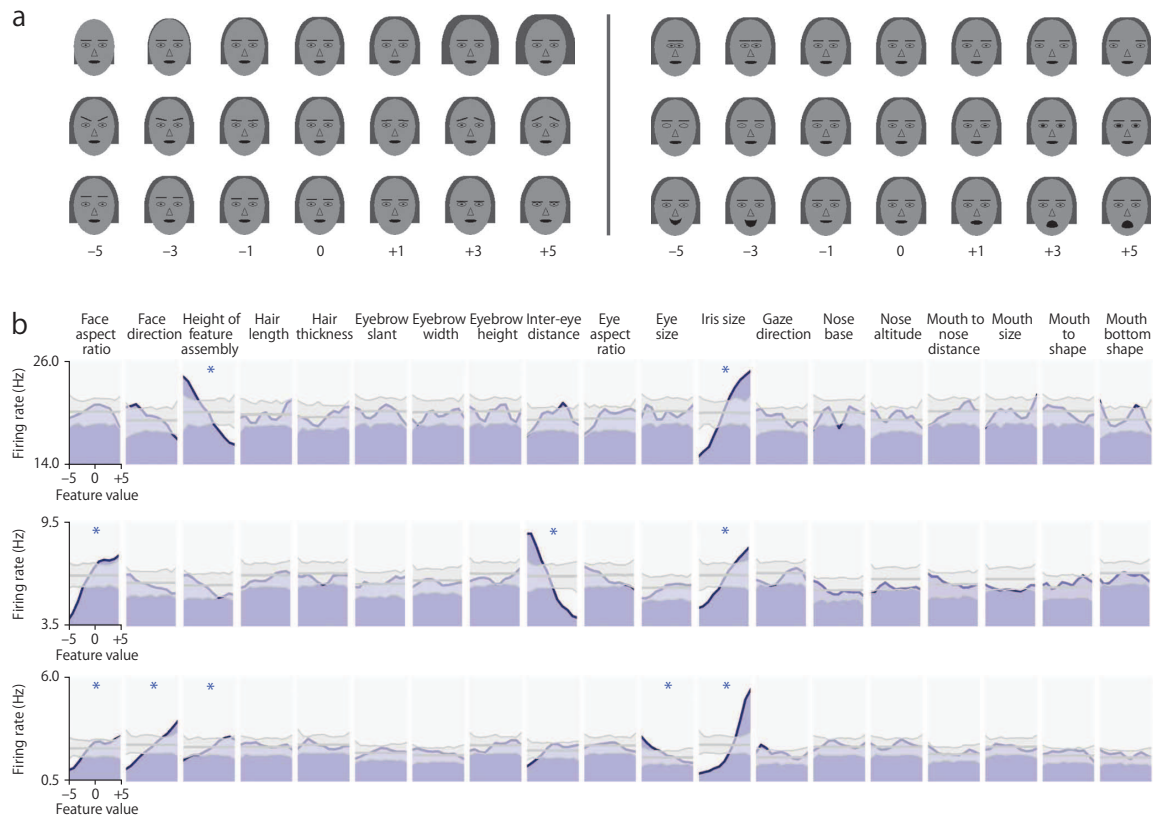 a
−5 −3 −1 0 +1 +3 +5 −5 −3 −1 0 +1 +3 +5
b
Face aspect ratio
Face direction
Height of feature assembly
Hair length
Hair thickness
Eyebrow slant
Eyebrow width
Eyebrow height
Inter-eye distance
Eye aspect ratio
Eye size
Iris size
Gaze direction
Nose base
Nose altitude
Mouth to nose distance
Mouth size
Mouth to shape
Mouth bottom shape
26.0
* *
Firing rate (Hz)
14.0
−5 0 +5
Feature value
9.5
* * *
Firing rate (Hz)
3.5
−5 0 +5
Feature value
6.0
* * * * *
Firing rate (Hz)
0.5
−5 0 +5
Feature value